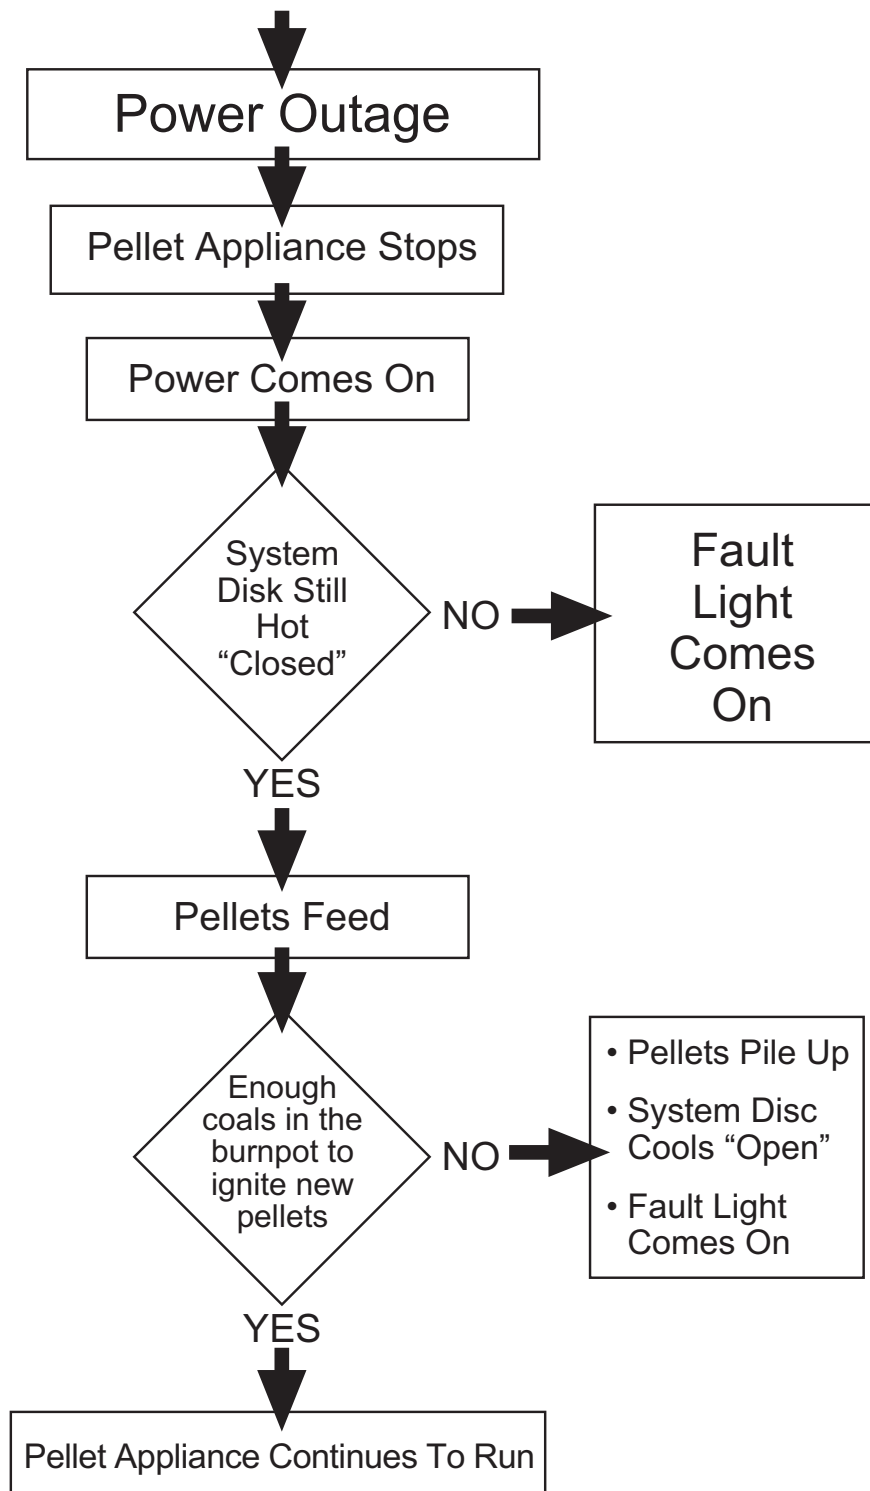 Power Outage
Pellet Appliance Stops
Power Comes On
System
Disk Still
Hot
“Closed”
NO
Fault
Light
Comes
On
YES
Pellets Feed
Enough
coals in the
burnpot to
ignite new
pellets
NO
• Pellets Pile Up
• System Disc
Cools “Open”
• Fault Light
Comes On
YES
Pellet Appliance Continues To Run